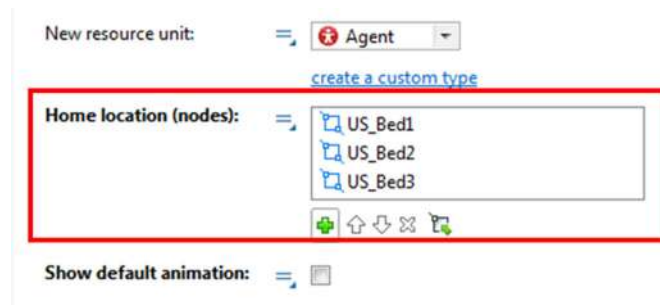 New resource unit: Agent
create a custom type
Home location (nodes): US_Bed1
US_Bed2
US_Bed3
Show default animation: